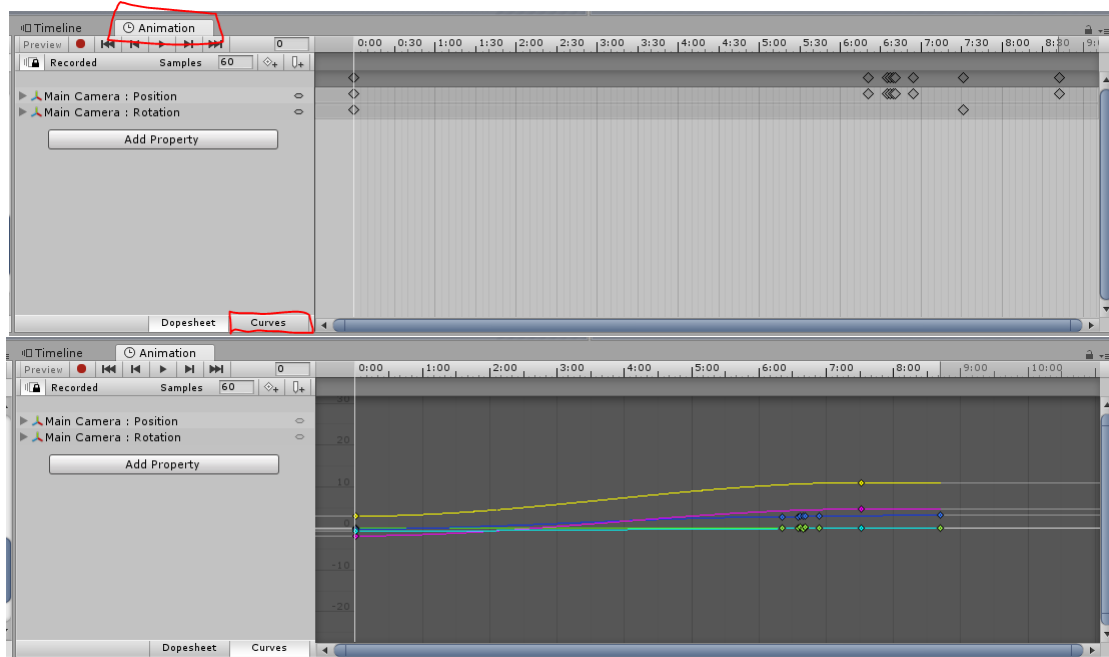 Timeline Animation
Preview 0 0:00 0:30 1:00 1:30 2:00 2:30 3:00 3:30 4:00 4:30 5:00 5:30 6:00 6:30 7:00 7:30 8:00 8:30 9:
Recorded Samples 60
Main Camera : Position
Main Camera : Rotation
Add Property
Dopesheet Curves
Timeline Animation
Preview 0 0:00 1:00 2:00 3:00 4:00 5:00 6:00 7:00 8:00 9:00 10:00
Recorded Samples 60
30
Main Camera : Position
Main Camera : Rotation
20
Add Property
10
0
-10
-20
Dopesheet Curves